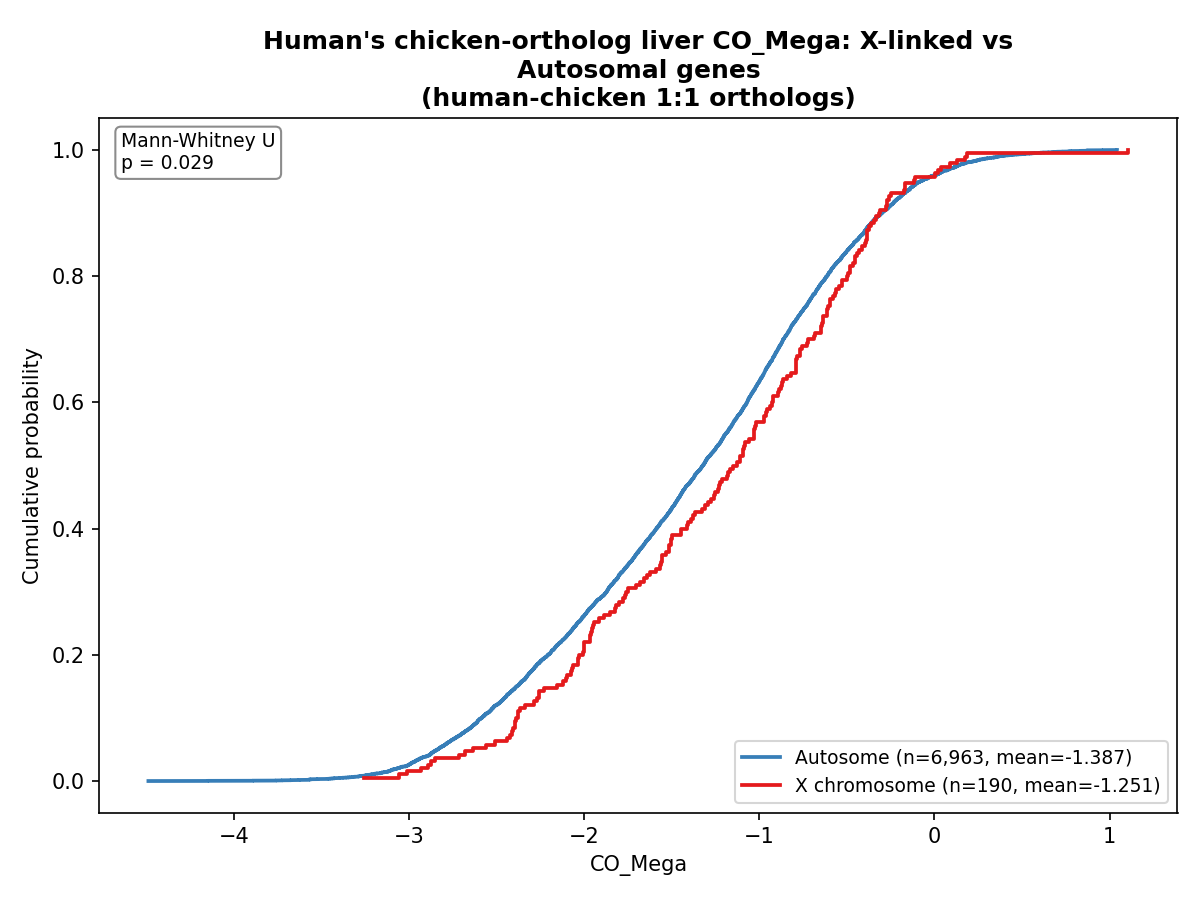 Human's chicken-ortholog liver CO_Mega: X-linked vs
Autosomal genes
(human-chicken 1:1 orthologs)
Mann-Whitney U
p = 0.029
1.0
0.8
0.6
0.4
0.2
0.0
Cumulative probability
Autosome (n=6,963, mean=-1.387)
X chromosome (n=190, mean=-1.251)
−4
−3
−2
−1
0
1
CO_Mega